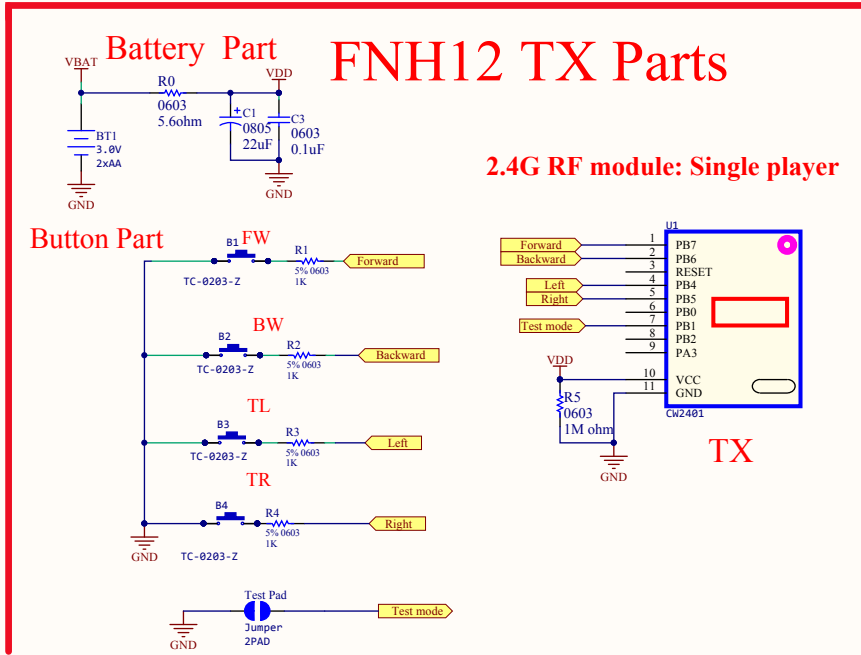 FNH12 TX Parts
Battery Part
VBAT
R0
0603
5.6ohm
VDD
C1
0805
22uF
C3
0603
0.1uF
BT1
3.0V
2xAA
GND
GND
2.4G RF module: Single player
Button Part
B1
FW
TC-0203-Z
R1
5% 0603
1K
Forward
B2
BW
TC-0203-Z
R2
5% 0603
1K
Backward
TL
B3
TC-0203-Z
R3
5% 0603
1K
Left
TR
B4
TC-0203-Z
R4
5% 0603
1K
Right
GND
Test Pad
Jumper
2PAD
Test mode
GND
U1
Forward 1 PB7
Backward 2 PB6
3 RESET
Left 4 PB4
Right 5 PB5
6 PB0
Test mode 7 PB1
8 PB2
9 PA3
VDD
10 VCC
11 GND
CW2401
R5
0603
1M ohm
GND
TX